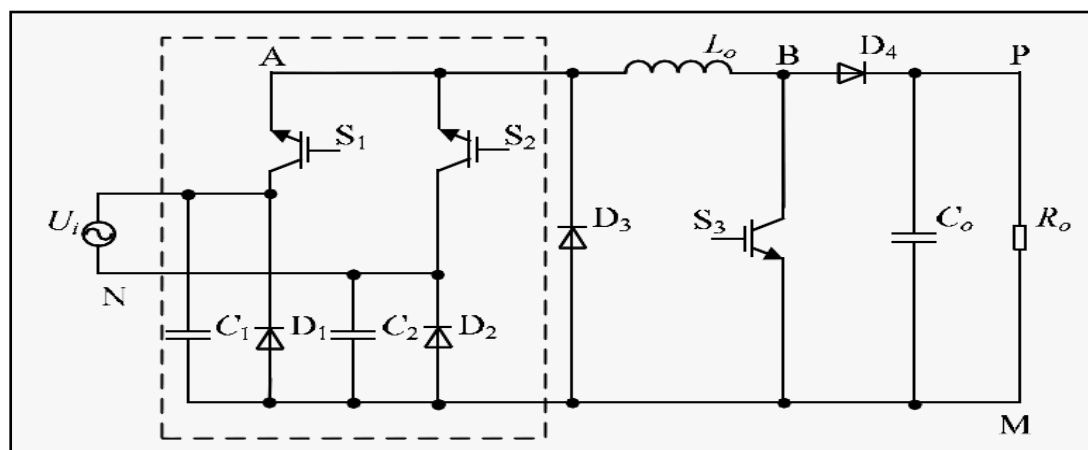 A
Lₒ
B
D₄
P
S₁
S₂
Uᵢ
D₃
S₃
Cₒ
Rₒ
N
C₁
D₁
C₂
D₂
M